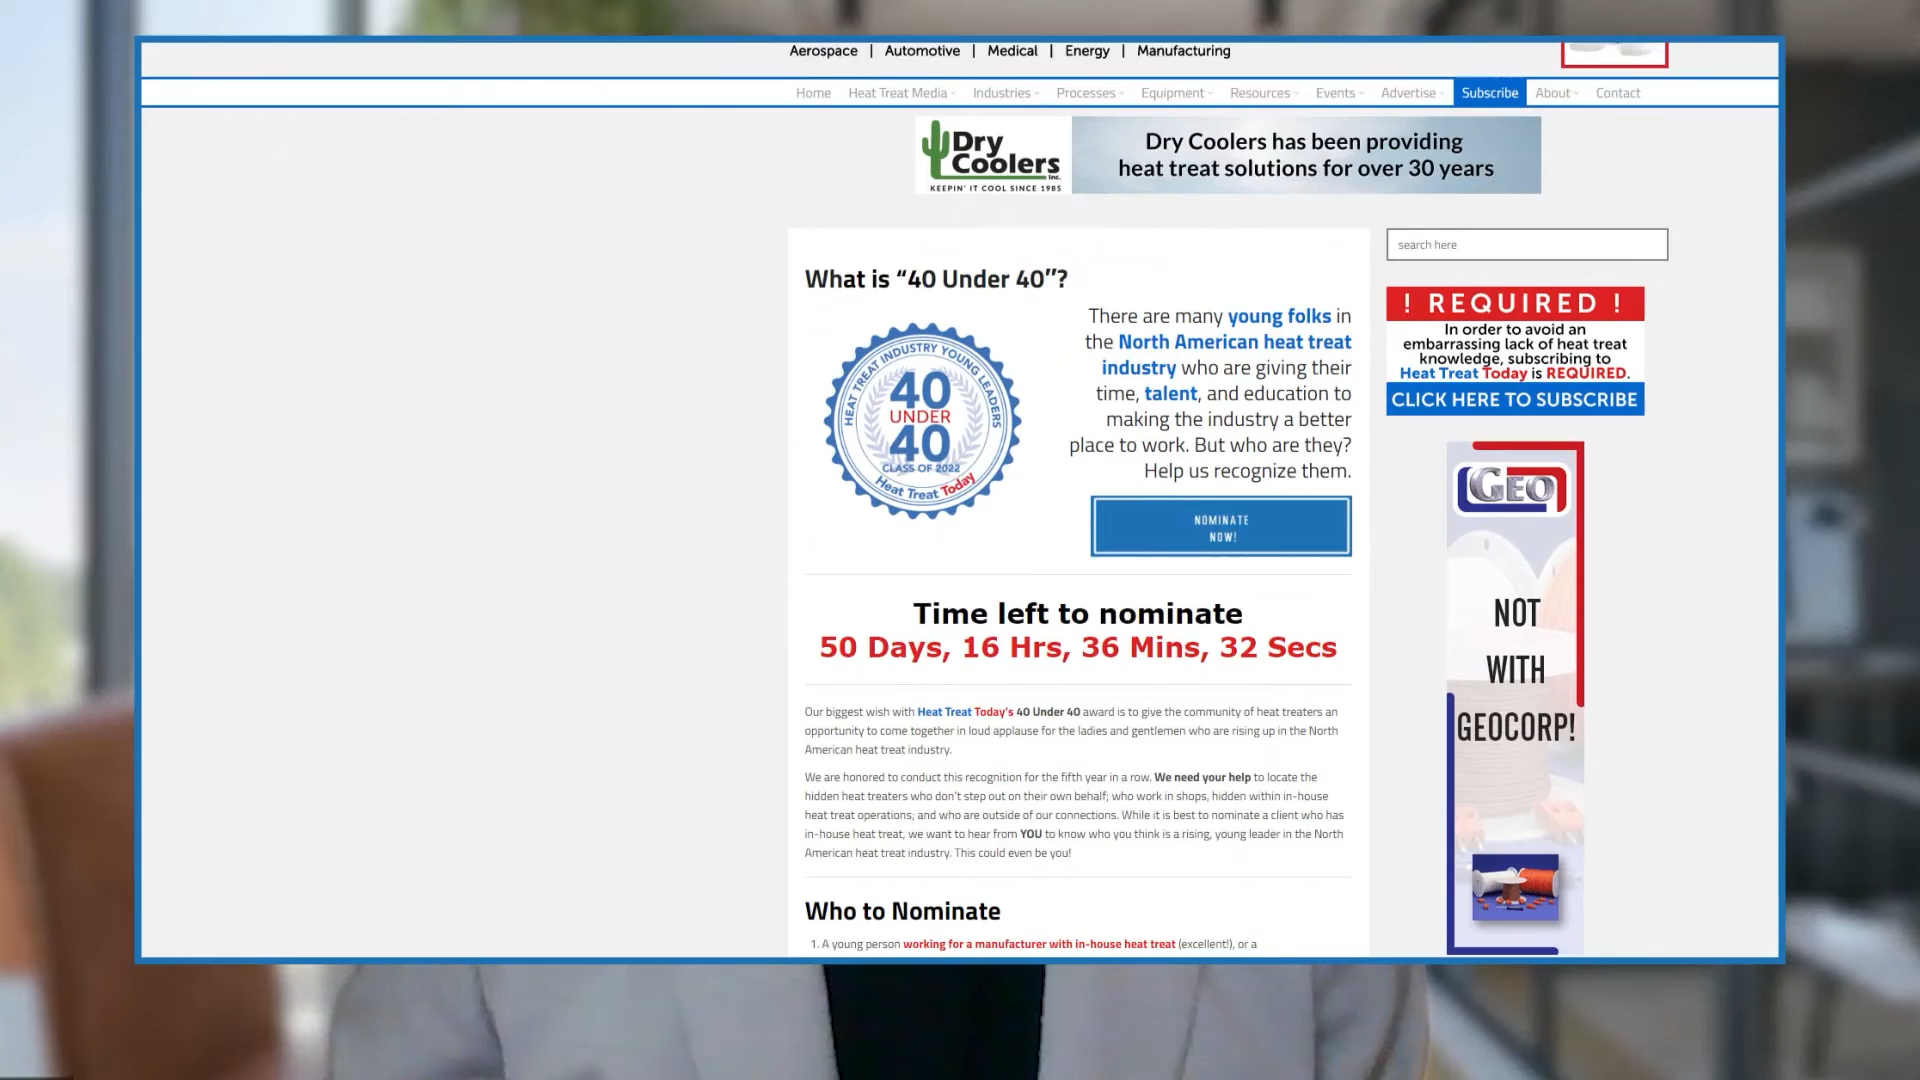 Aerospace | Automotive | Medical | Energy | Manufacturing
Home Heat Treat Media Industries Processes Equipment Resources Events Advertise Subscribe About Contact
Dry
Coolers
Inc.
KEEPIN' IT COOL SINCE 1985
Dry Coolers has been providing
heat treat solutions for over 30 years
search here
What is “40 Under 40”?
HEAT TREAT INDUSTRY YOUNG LEADERS
40
UNDER
40
CLASS OF 2022
Heat Treat Today
There are many young folks in
the North American heat treat
industry who are giving their
time, talent, and education to
making the industry a better
place to work. But who are they?
Help us recognize them.
NOMINATE
NOW!
Time left to nominate
50 Days, 16 Hrs, 36 Mins, 32 Secs
Our biggest wish with Heat Treat Today's 40 Under 40 award is to give the community of heat treaters an
opportunity to come together in loud applause for the ladies and gentlemen who are rising up in the North
American heat treat industry.
We are honored to conduct this recognition for the fifth year in a row. We need your help to locate the
hidden heat treaters who don't step out on their own behalf; who work in shops, hidden within in-house
heat treat operations; and who are outside of our connections. While it is best to nominate a client who has
in-house heat treat, we want to hear from YOU to know who you think is a rising, young leader in the North
American heat treat industry. This could even be you!
Who to Nominate
1. A young person working for a manufacturer with in-house heat treat (excellent!), or a
! REQUIRED !
In order to avoid an
embarrassing lack of heat treat
knowledge, subscribing to
Heat Treat Today is REQUIRED.
CLICK HERE TO SUBSCRIBE
GEO
NOT
WITH
GEOCORP!